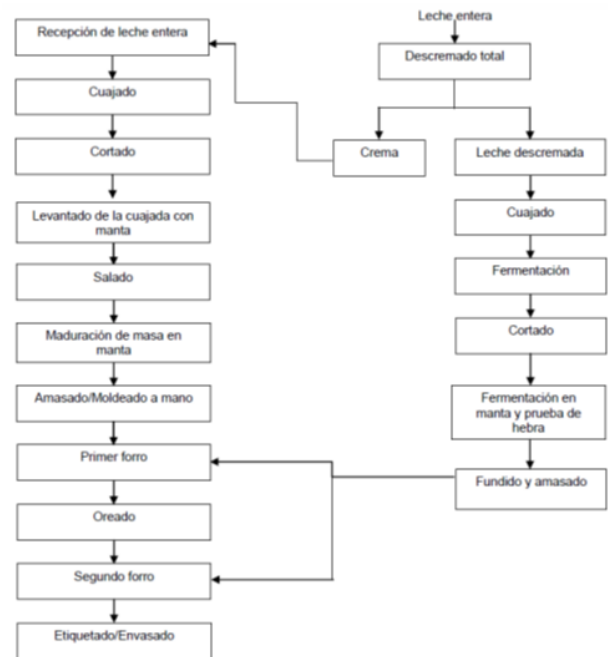 Recepción de leche entera
Cuajado
Cortado
Levantado de la cuajada con
manta
Salado
Maduración de masa en
manta
Amasado/Moldeado a mano
Primer forro
Oreado
Segundo forro
Etiquetado/Envasado
Leche entera
Descremado total
Crema
Leche descremada
Cuajado
Fermentación
Cortado
Fermentación en
manta y prueba de
hebra
Fundido y amasado